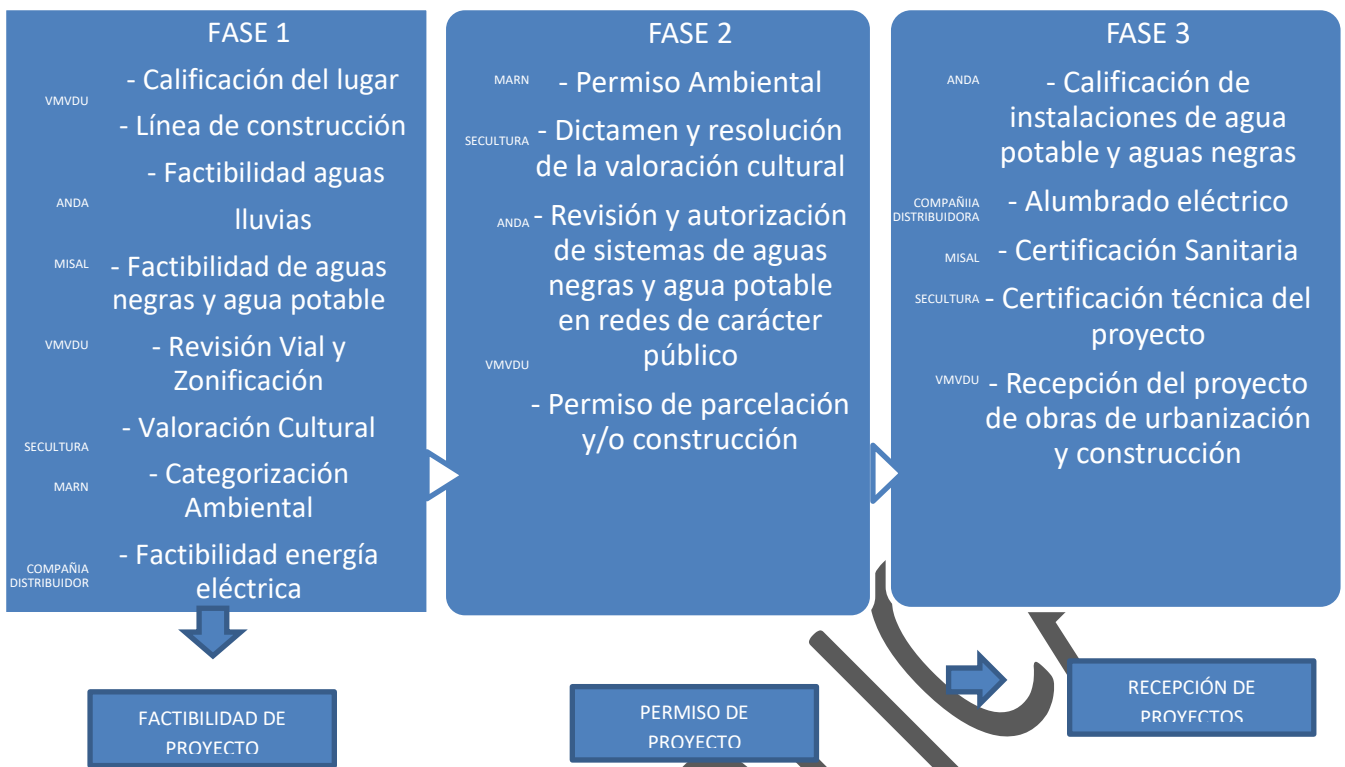 FASE 1
VMVDU
- Calificación del lugar
- Línea de construcción
- Factibilidad aguas
lluvias
ANDA
MISAL
- Factibilidad de aguas
negras y agua potable
VMVDU
- Revisión Vial y
Zonificación
- Valoración Cultural
SECULTURA
MARN
- Categorización
Ambiental
COMPAÑIA
DISTRIBUIDOR
- Factibilidad energía
eléctrica
FACTIBILIDAD DE
PROYECTO
FASE 2
MARN
- Permiso Ambiental
SECULTURA
- Dictamen y resolución
de la valoración cultural
ANDA
- Revisión y autorización
de sistemas de aguas
negras y agua potable
en redes de carácter
público
VMVDU
- Permiso de parcelación
y/o construcción
PERMISO DE
PROYECTO
FASE 3
ANDA
- Calificación de
instalaciones de agua
potable y aguas negras
COMPAÑIIA
DISTRIBUIDORA
- Alumbrado eléctrico
MISAL
- Certificación Sanitaria
SECULTURA
- Certificación técnica del
proyecto
VMVDU
- Recepción del proyecto
de obras de urbanización
y construcción
RECEPCIÓN DE
PROYECTOS